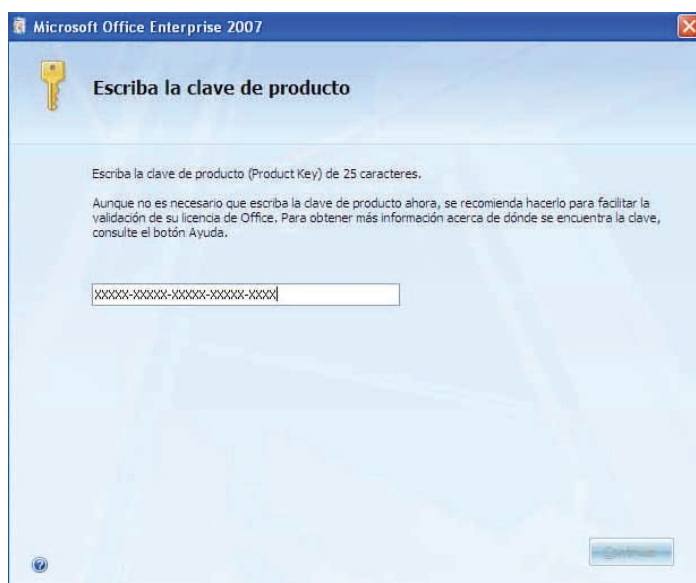 Microsoft Office Enterprise 2007
Escriba la clave de producto
Escriba la clave de producto (Product Key) de 25 caracteres.
Aunque no es necesario que escriba la clave de producto ahora, se recomienda hacerlo para facilitar la
validación de su licencia de Office. Para obtener más información acerca de dónde se encuentra la clave,
consulte el botón Ayuda.
XXXXX-XXXXX-XXXXX-XXXXX-XXXX